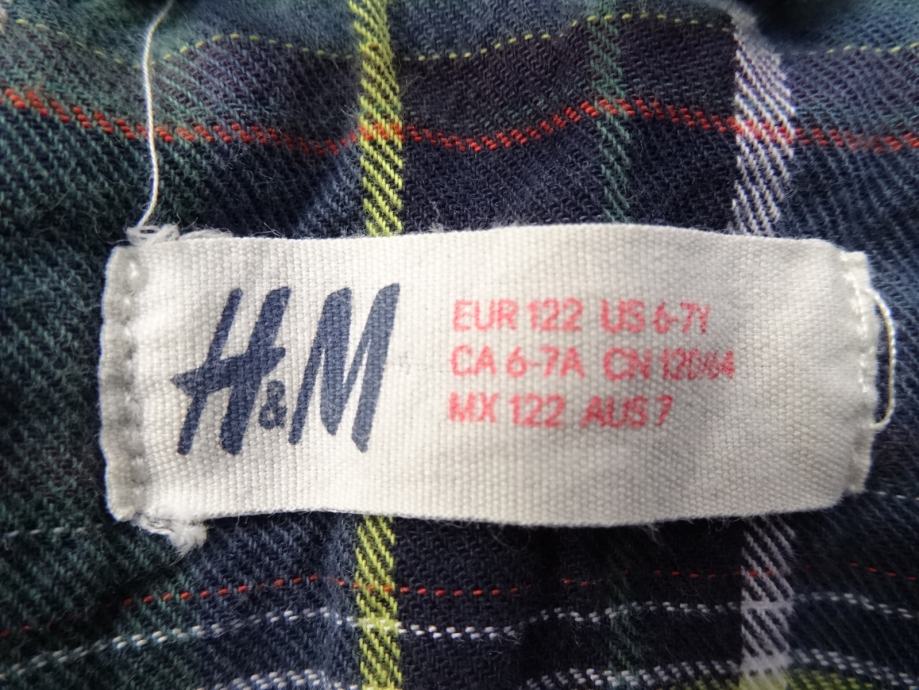 H&M
EUR 122 US 6-7Y
CA 6-7A CN 120/64
MX 122 AUS 7